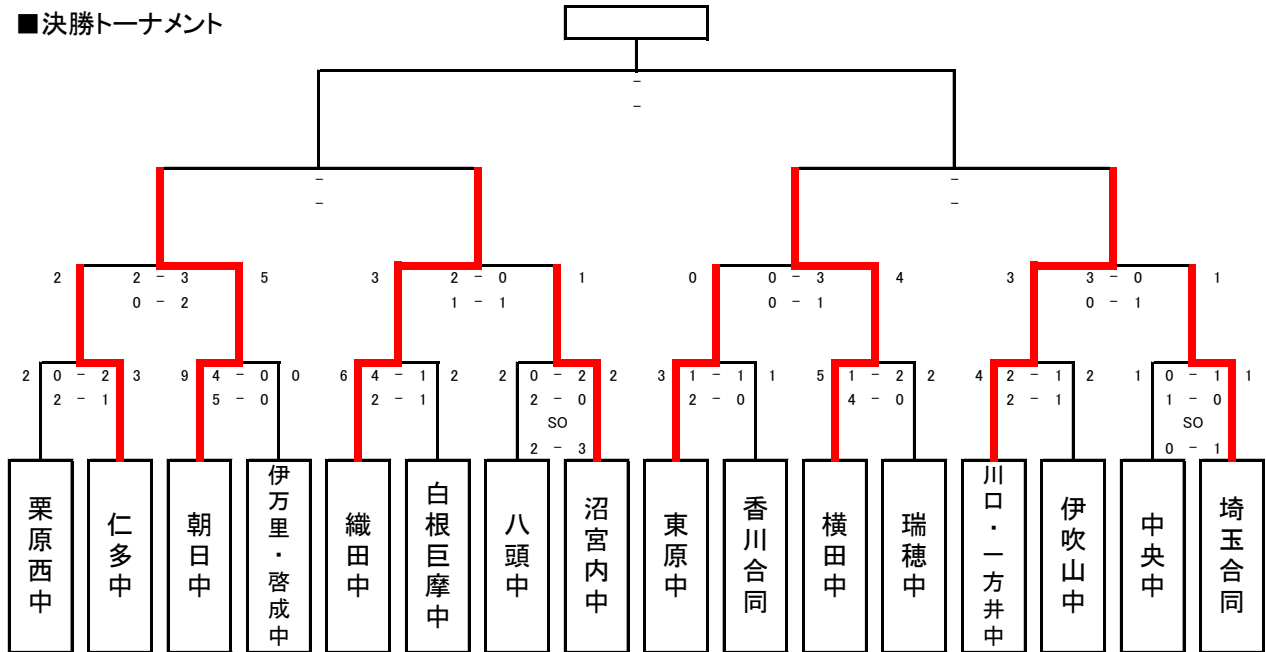 ■決勝トーナメント
-
-
- -
- -
2 2 - 3 5 3 2 - 0 1 0 0 - 3 4 3 3 - 0 1
0 - 2 1 - 1 0 - 1 0 - 1
2 0 - 2 3 9 4 - 0 0 6 4 - 1 2 2 0 - 2 2 3 1 - 1 1 5 1 - 2 2 4 2 - 1 2 1 0 - 1 1
2 - 1 5 - 0 2 - 1 2 - 0 2 - 0 4 - 0 2 - 1 1 - 0
SO SO
2 - 3 0 - 1
栗原西中
仁多中
朝日中
伊万里・啓成中
織田中
白根巨摩中
八頭中
沼宮内中
東原中
香川合同
横田中
瑞穂中
川口・一方井中
伊吹山中
中央中
埼玉合同